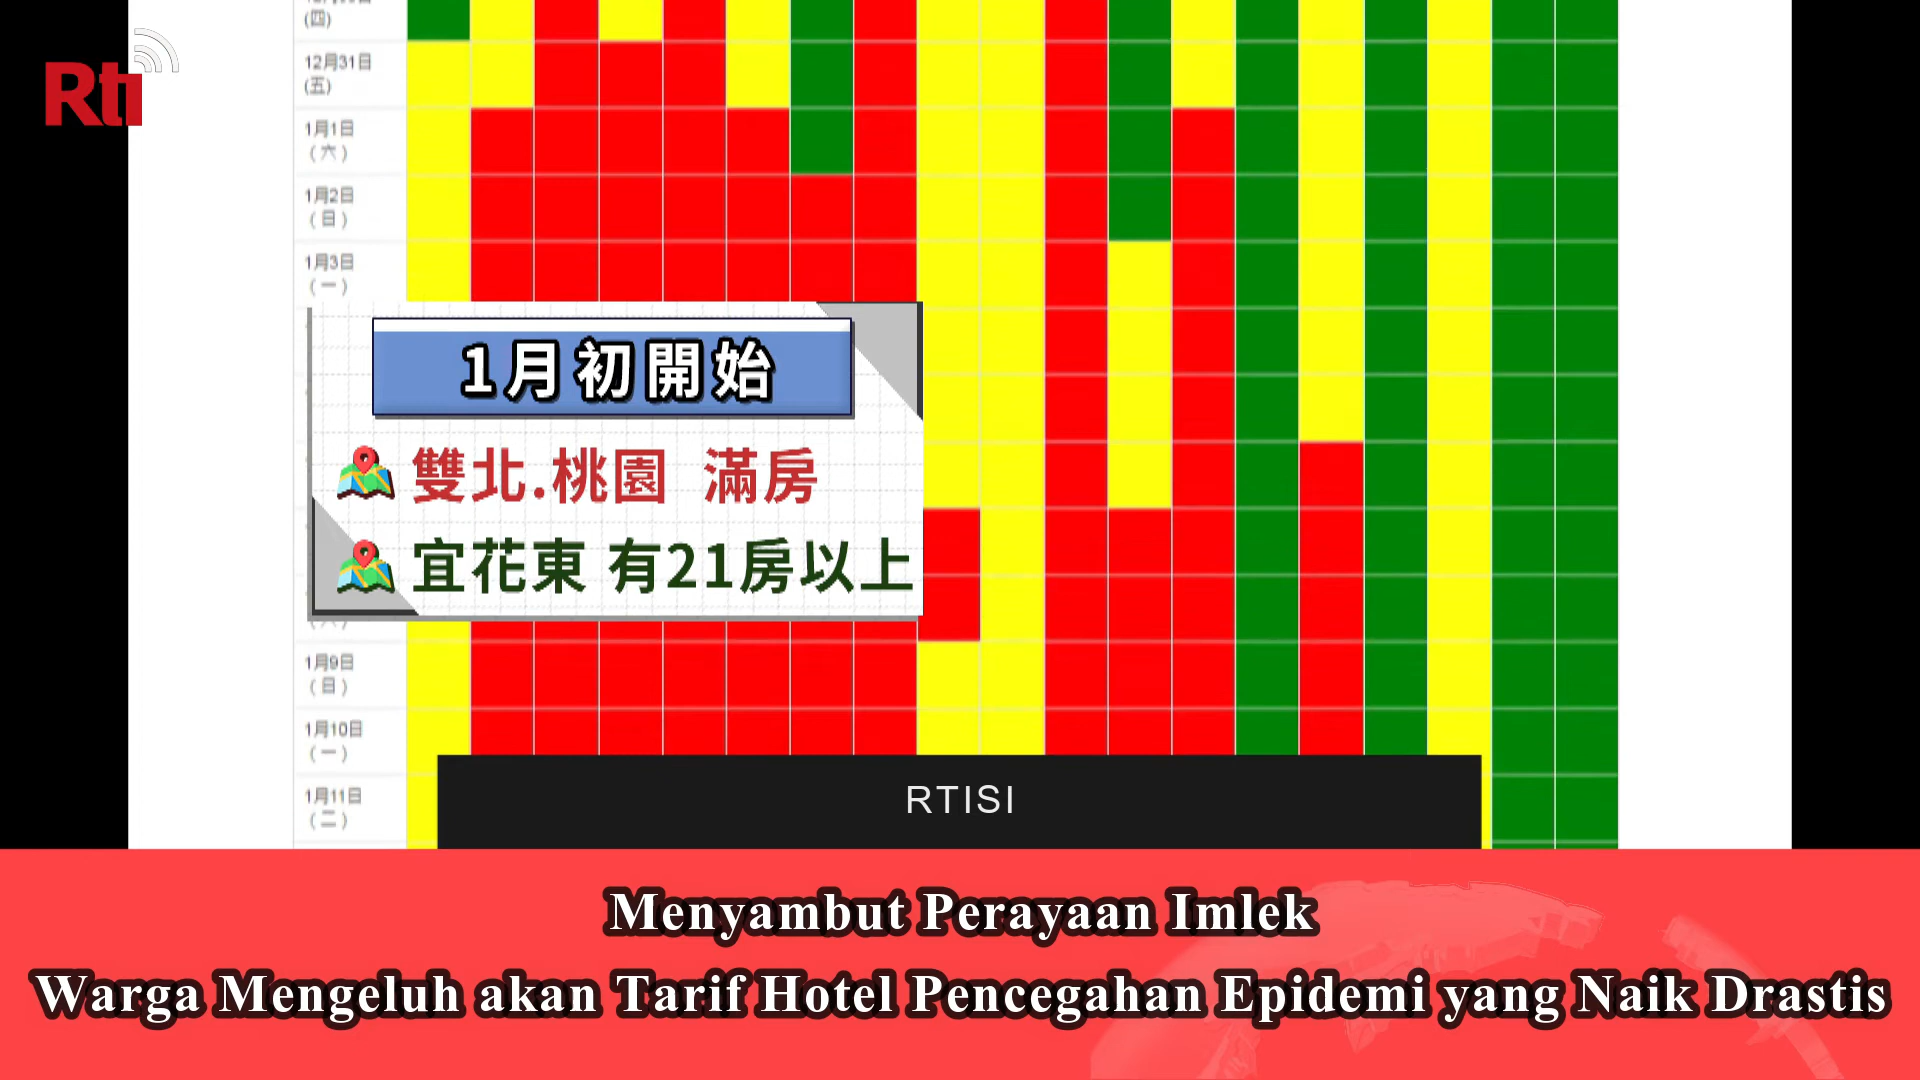 (四)
Rti
12月31日
(五)
1月1日
(六)
1月2日
(日)
1月3日
(一)
1月初開始
雙北.桃園 滿房
宜花東 有21房以上
1月9日
(日)
1月10日
(一)
1月11日
(二)
RTISI
Menyambut Perayaan Imlek
Warga Mengeluh akan Tarif Hotel Pencegahan Epidemi yang Naik Drastis